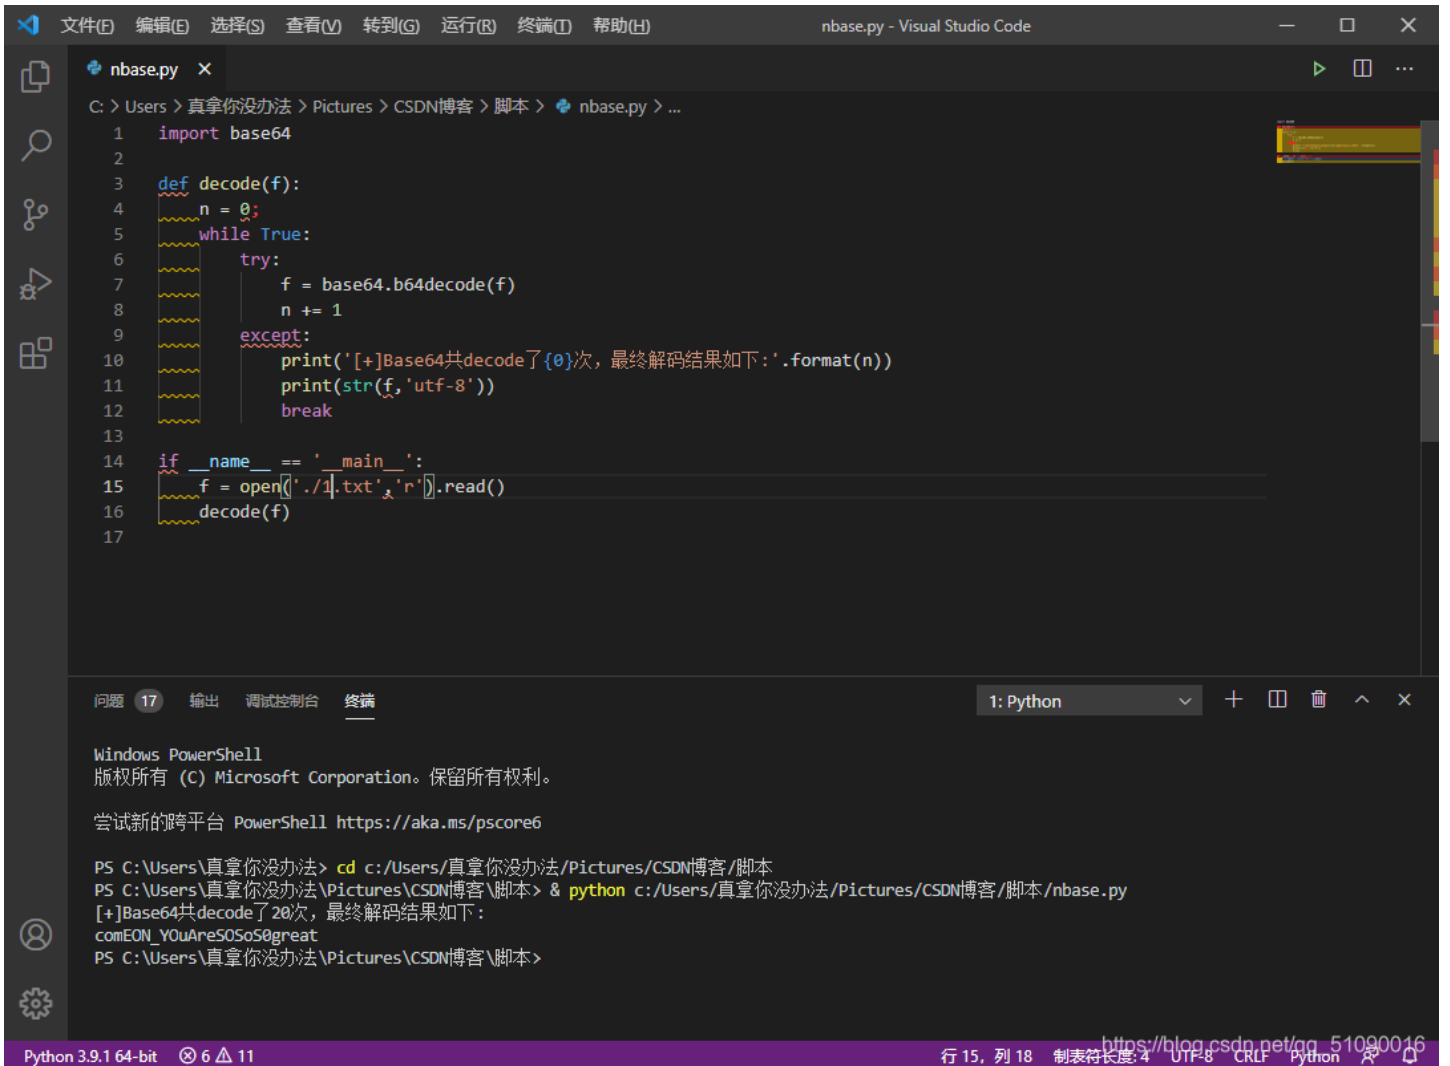 文件(F) 编辑(E) 选择(S) 查看(V) 转到(G) 运行(R) 终端(T) 帮助(H) nbase.py - Visual Studio Code
nbase.py
C: > Users > 真拿你没办法 > Pictures > CSDN博客 > 脚本 > nbase.py > ...
1 import base64
2
3 def decode(f):
4     n = 0;
5     while True:
6         try:
7             f = base64.b64decode(f)
8             n += 1
9         except:
10             print('[+]Base64共decode了{0}次，最终解码结果如下:'.format(n))
11             print(str(f,'utf-8'))
12             break
13
14 if __name__ == '__main__':
15     f = open('./1.txt','r').read()
16     decode(f)
17
问题 17 输出 调试控制台 终端 1: Python
Windows PowerShell
版权所有 (C) Microsoft Corporation。保留所有权利。
尝试新的跨平台 PowerShell https://aka.ms/pscore6
PS C:\Users\真拿你没办法> cd c:/Users/真拿你没办法/Pictures/CSDN博客/脚本
PS C:\Users\真拿你没办法\Pictures\CSDN博客\脚本> & python c:/Users/真拿你没办法/Pictures/CSDN博客/脚本/nbase.py
[+]Base64共decode了20次，最终解码结果如下:
comEON_YOuAreSOSoS0great
PS C:\Users\真拿你没办法\Pictures\CSDN博客\脚本>
https://blog.csdn.net/qq_51090016
Python 3.9.1 64-bit 6 11 行 15，列 18 制表符长度: 4 UTF-8 CRLF Python